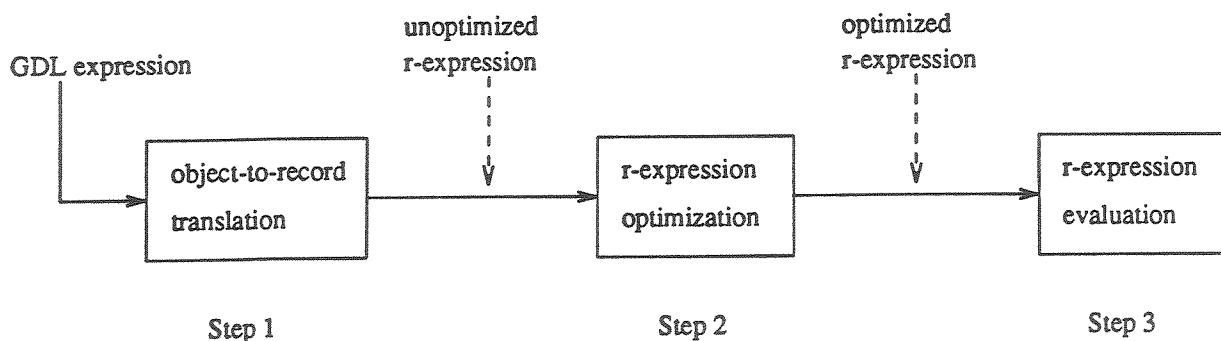 GDL expression
unoptimized
r-expression
optimized
r-expression
object-to-record
translation
r-expression
optimization
r-expression
evaluation
Step 1
Step 2
Step 3